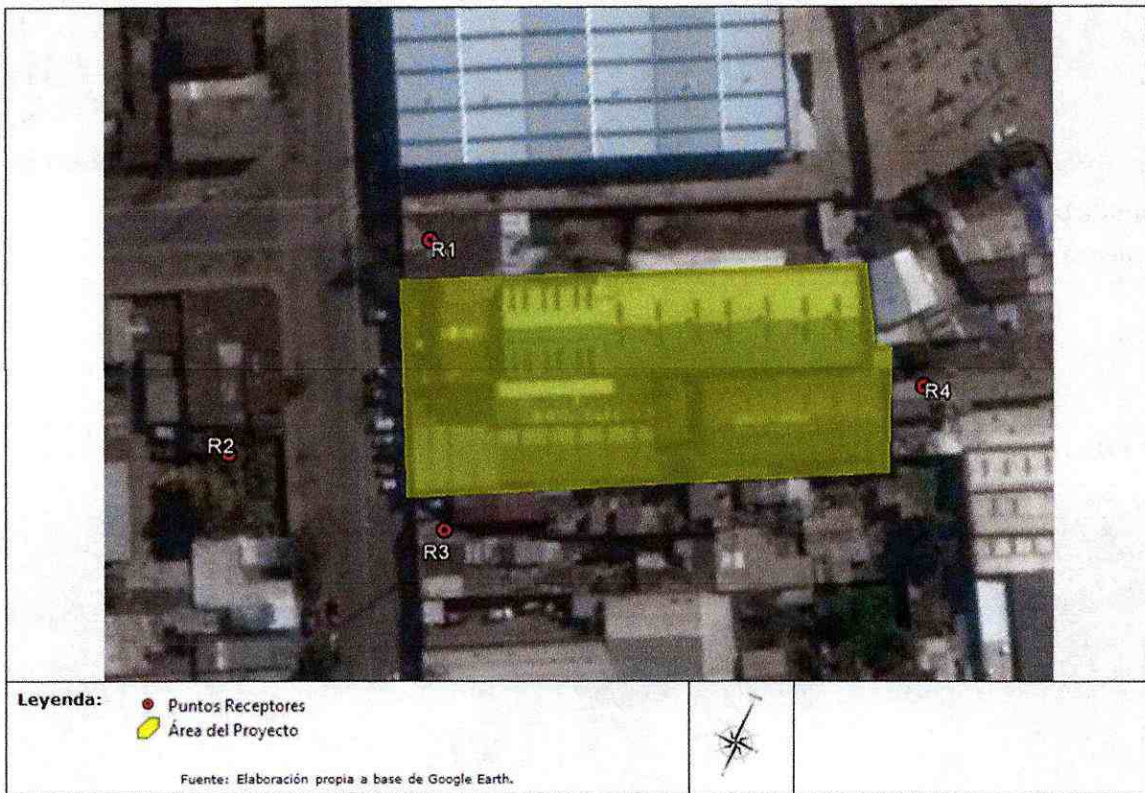 R1
R4
R2
R3
Leyenda:
Puntos Receptores
Área del Proyecto
Fuente: Elaboración propia a base de Google Earth.